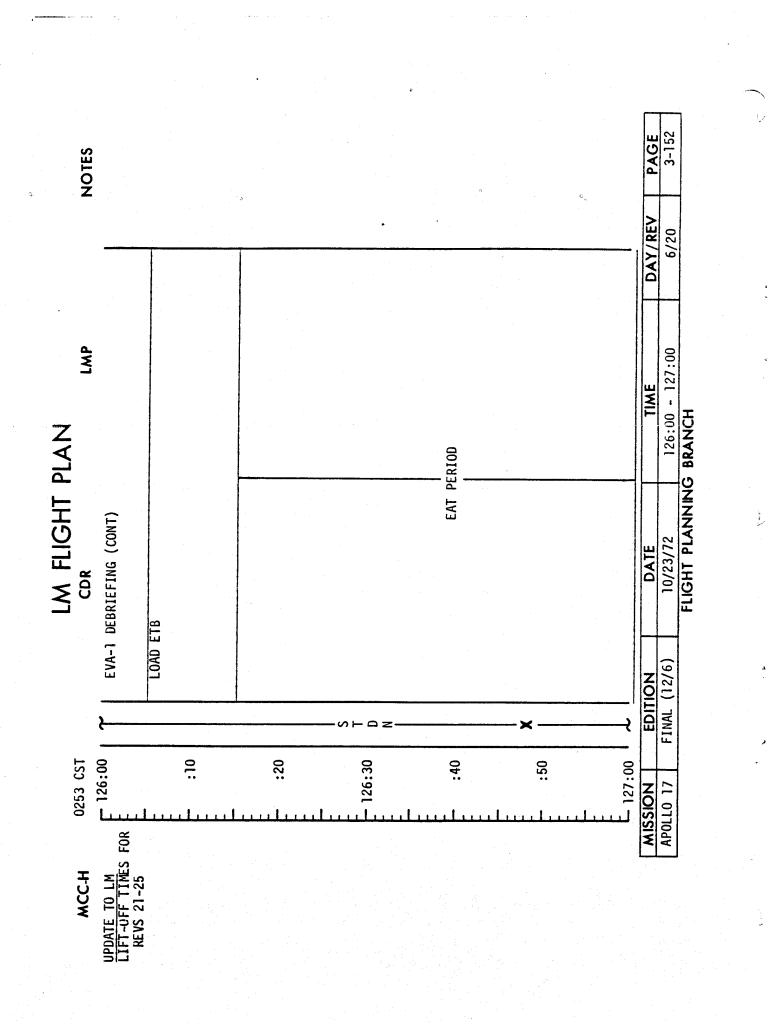 LM FLIGHT PLAN
MCC-H
CDR
LMP
NOTES
0253 CST
UPDATE TO LM
LIFT-OFF TIMES FOR
REVS 21-25
126:00
:10
:20
126:30
:40
:50
127:00
S
T
D
N
X
EVA-1 DEBRIEFING (CONT)
LOAD ETB
EAT PERIOD
MISSION EDITION DATE TIME DAY/REV PAGE
APOLLO 17 FINAL (12/6) 10/23/72 126:00 - 127:00 6/20 3-152
FLIGHT PLANNING BRANCH